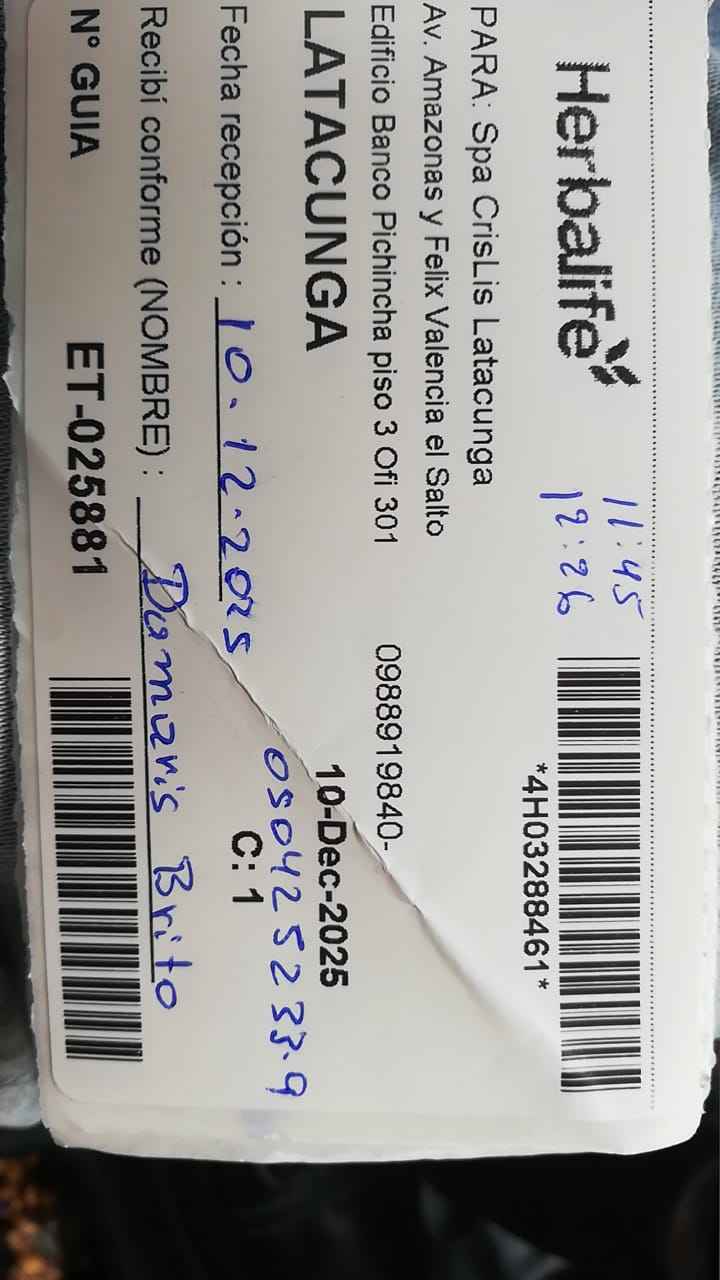 Herbalife
11:45
12:26
*4H03288461*
PARA: Spa CrisLis Latacunga
Av. Amazonas y Felix Valencia el Salto
Edificio Banco Pichincha piso 3 Ofi 301 0988919840-
LATACUNGA 10-Dec-2025
050425233-9
Fecha recepción : 10.12.2025 C: 1
Recibí conforme (NOMBRE) : Damaris Brito
N° GUIA ET-025881